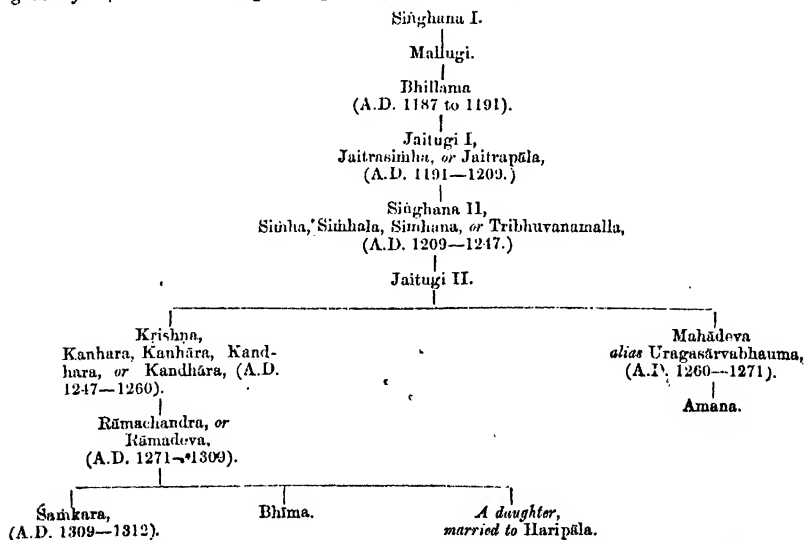 Siṅghana I.
Mallugi.
Bhillama
(A.D. 1187 to 1191).
Jaitugi I,
Jaitrasiṁha, or Jaitrapāla,
(A.D. 1191—1209.)
Siṅghana II,
Siṁha, Siṁhala, Siṁhana, or Tribhuvanamalla,
(A.D. 1209—1247.)
Jaitugi II.
Krishṇa,
Kanhara, Kanhāra, Kand-
hara, or Kandhāra, (A.D.
1247—1260).
Mahādeva
alias Uragasārvabhauma,
(A.D. 1260—1271).
Amana.
Rāmachandra, or
Rāmadeva,
(A.D. 1271—1309).
Śaṁkara,
(A.D. 1309—1312).
Bhīma.
A daughter,
married to Haripāla.